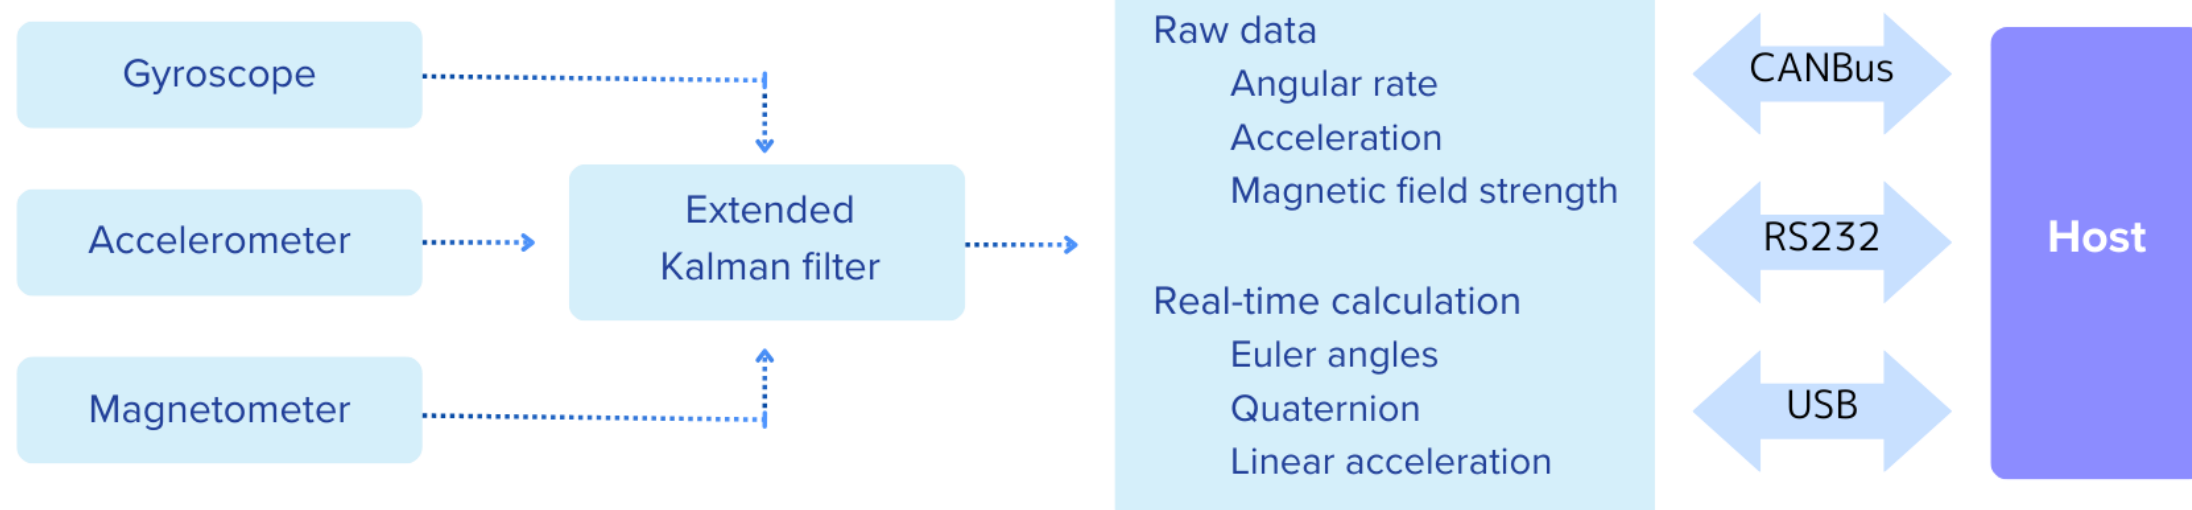 Gyroscope
Accelerometer
Magnetometer
Extended
Kalman filter
Raw data
Angular rate
Acceleration
Magnetic field strength
Real-time calculation
Euler angles
Quaternion
Linear acceleration
CANBus
RS232
USB
Host